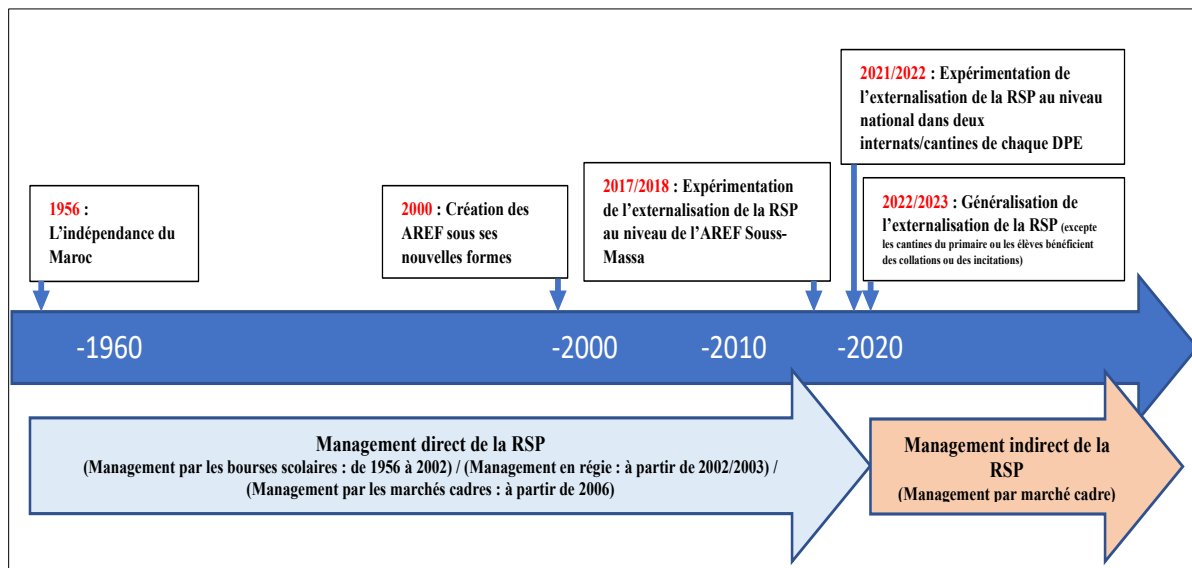 1956 :
L'indépendance du
Maroc
2000 : Création des
AREF sous ses
nouvelles formes
2017/2018 : Expérimentation
de l'externalisation de la RSP
au niveau de l'AREF Souss-
Massa
2021/2022 : Expérimentation de
l'externalisation de la RSP au niveau
national dans deux
internats/cantines de chaque DPE
2022/2023 : Généralisation de
l'externalisation de la RSP (excepte
les cantines du primaire ou les élèves bénéficient
des collations ou des incitations)
-1960
-2000
-2010
-2020
Management direct de la RSP
(Management par les bourses scolaires : de 1956 à 2002) / (Management en régie : à partir de 2002/2003) /
(Management par les marchés cadres : à partir de 2006)
Management indirect de la
RSP
(Management par marché cadre)